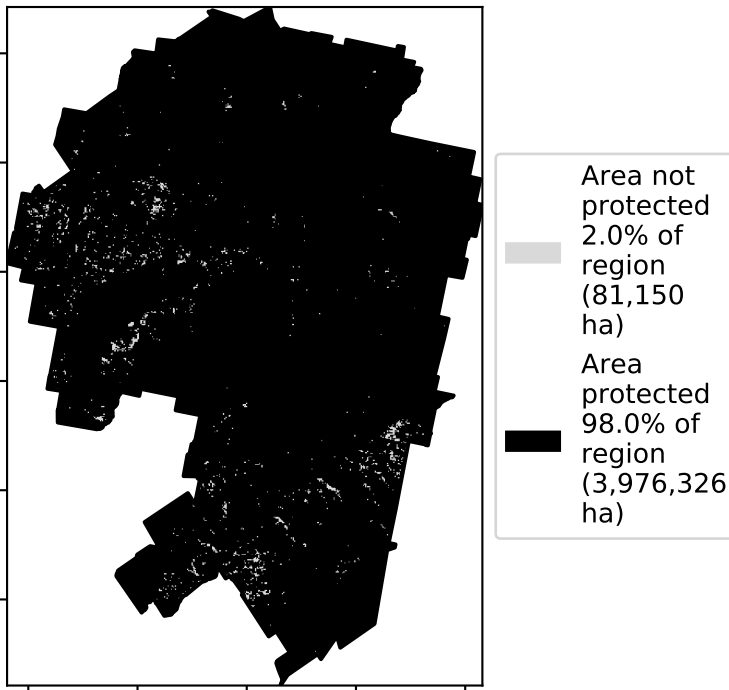 Area not
protected
2.0% of
region
(81,150
ha)
Area
protected
98.0% of
region
(3,976,326
ha)